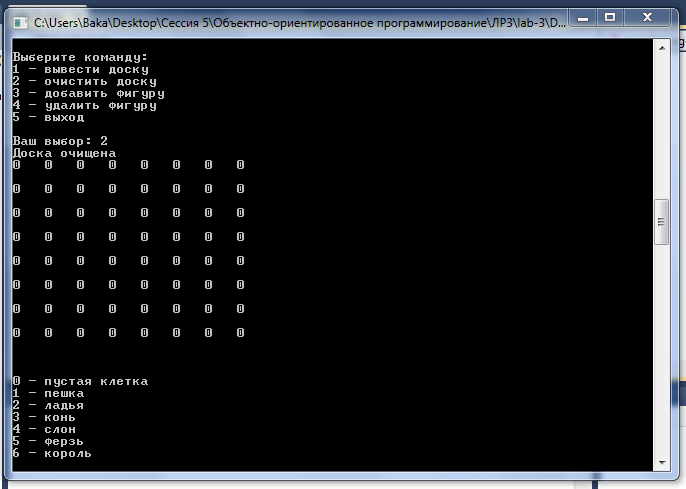 C:\Users\Baka\Desktop\Сессия 5\Объектно-ориентированное программирование\ЛР3\lab-3\D...
Выберите команду:
1 - вывести доску
2 - очистить доску
3 - добавить фигуру
4 - удалить фигуру
5 - выход
Ваш выбор: 2
Доска очищена
0 0 0 0 0 0 0 0
0 0 0 0 0 0 0 0
0 0 0 0 0 0 0 0
0 0 0 0 0 0 0 0
0 0 0 0 0 0 0 0
0 0 0 0 0 0 0 0
0 0 0 0 0 0 0 0
0 0 0 0 0 0 0 0
0 - пустая клетка
1 - пешка
2 - ладья
3 - конь
4 - слон
5 - ферзь
6 - король